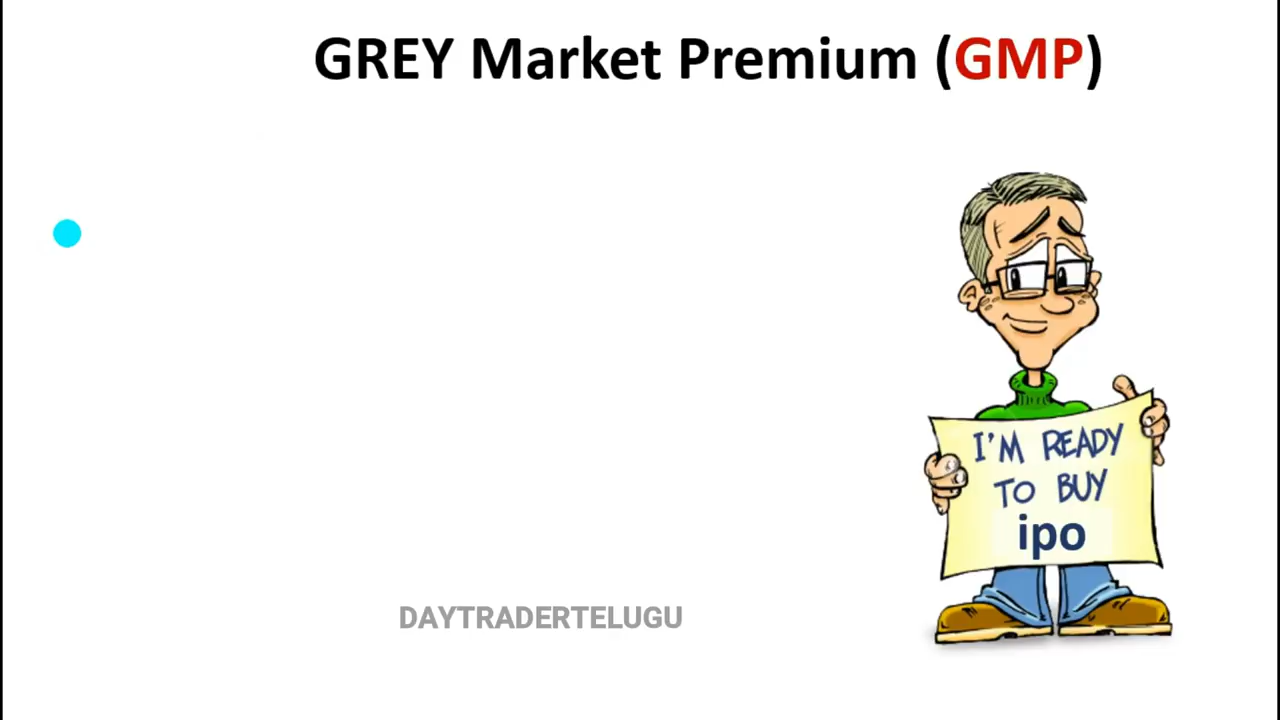 GREY Market Premium (GMP)
I'M READY
TO BUY
ipo
DAYTRADERTELUGU